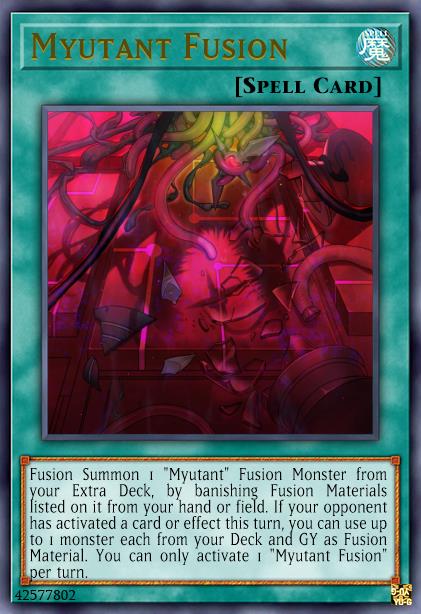 Myutant Fusion
SPELL
魔
[Spell Card]
Fusion Summon 1 "Myutant" Fusion Monster from
your Extra Deck, by banishing Fusion Materials
listed on it from your hand or field. If your opponent
has activated a card or effect this turn, you can use
up to 1 monster each from your Deck and GY as Fusion
Material. You can only activate 1 "Myutant Fusion"
per turn.
42577802